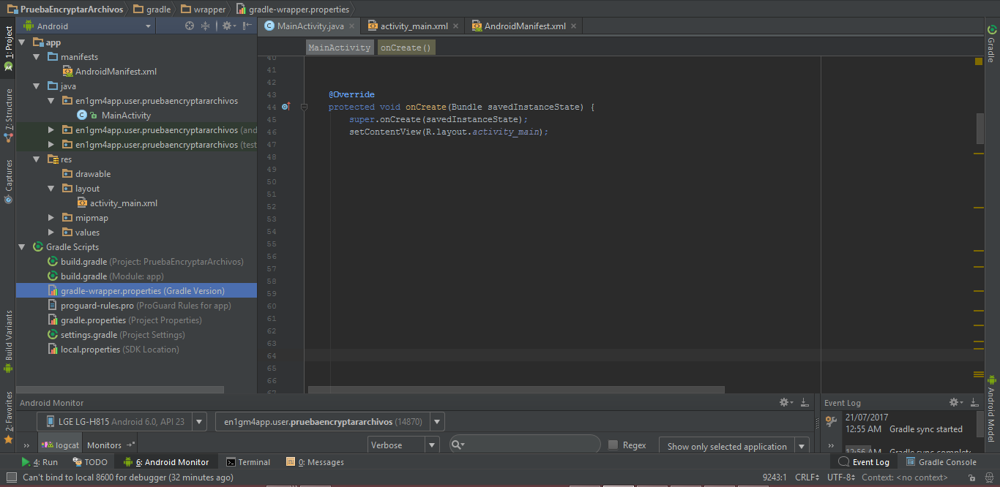 PruebaEncryptarArchivos gradle wrapper gradle-wrapper.properties
Android
MainActivity.java activity_main.xml AndroidManifest.xml
1: Project
7: Structure
Captures
Build Variants
2: Favorites
app
manifests
AndroidManifest.xml
java
en1gm4app.user.pruebaencryptararchivos
MainActivity
en1gm4app.user.pruebaencryptararchivos (and
en1gm4app.user.pruebaencryptararchivos (test
res
drawable
layout
activity_main.xml
mipmap
values
Gradle Scripts
build.gradle (Project: PruebaEncryptarArchivos)
build.gradle (Module: app)
gradle-wrapper.properties (Gradle Version)
proguard-rules.pro (ProGuard Rules for app)
gradle.properties (Project Properties)
settings.gradle (Project Settings)
local.properties (SDK Location)
MainActivity onCreate()
40
41
42
43 @Override
44 protected void onCreate(Bundle savedInstanceState) {
45 super.onCreate(savedInstanceState);
46 setContentView(R.layout.activity_main);
47
48
49
50
51
52
53
54
55
56
57
58
59
60
61
62
63
64
65
66
Gradle
Android Model
Android Monitor
LGE LG-H815 Android 6.0, API 23 en1gm4app.user.pruebaencryptararchivos (14870)
logcat Monitors Verbose Regex Show only selected application
Event Log
21/07/2017
12:55 AM Gradle sync started
12:56 AM Gradle sync complete
4: Run TODO 6: Android Monitor Terminal 0: Messages Event Log Gradle Console
Can't bind to local 8600 for debugger (32 minutes ago) 9243:1 CRLF UTF-8 Context: <no context>